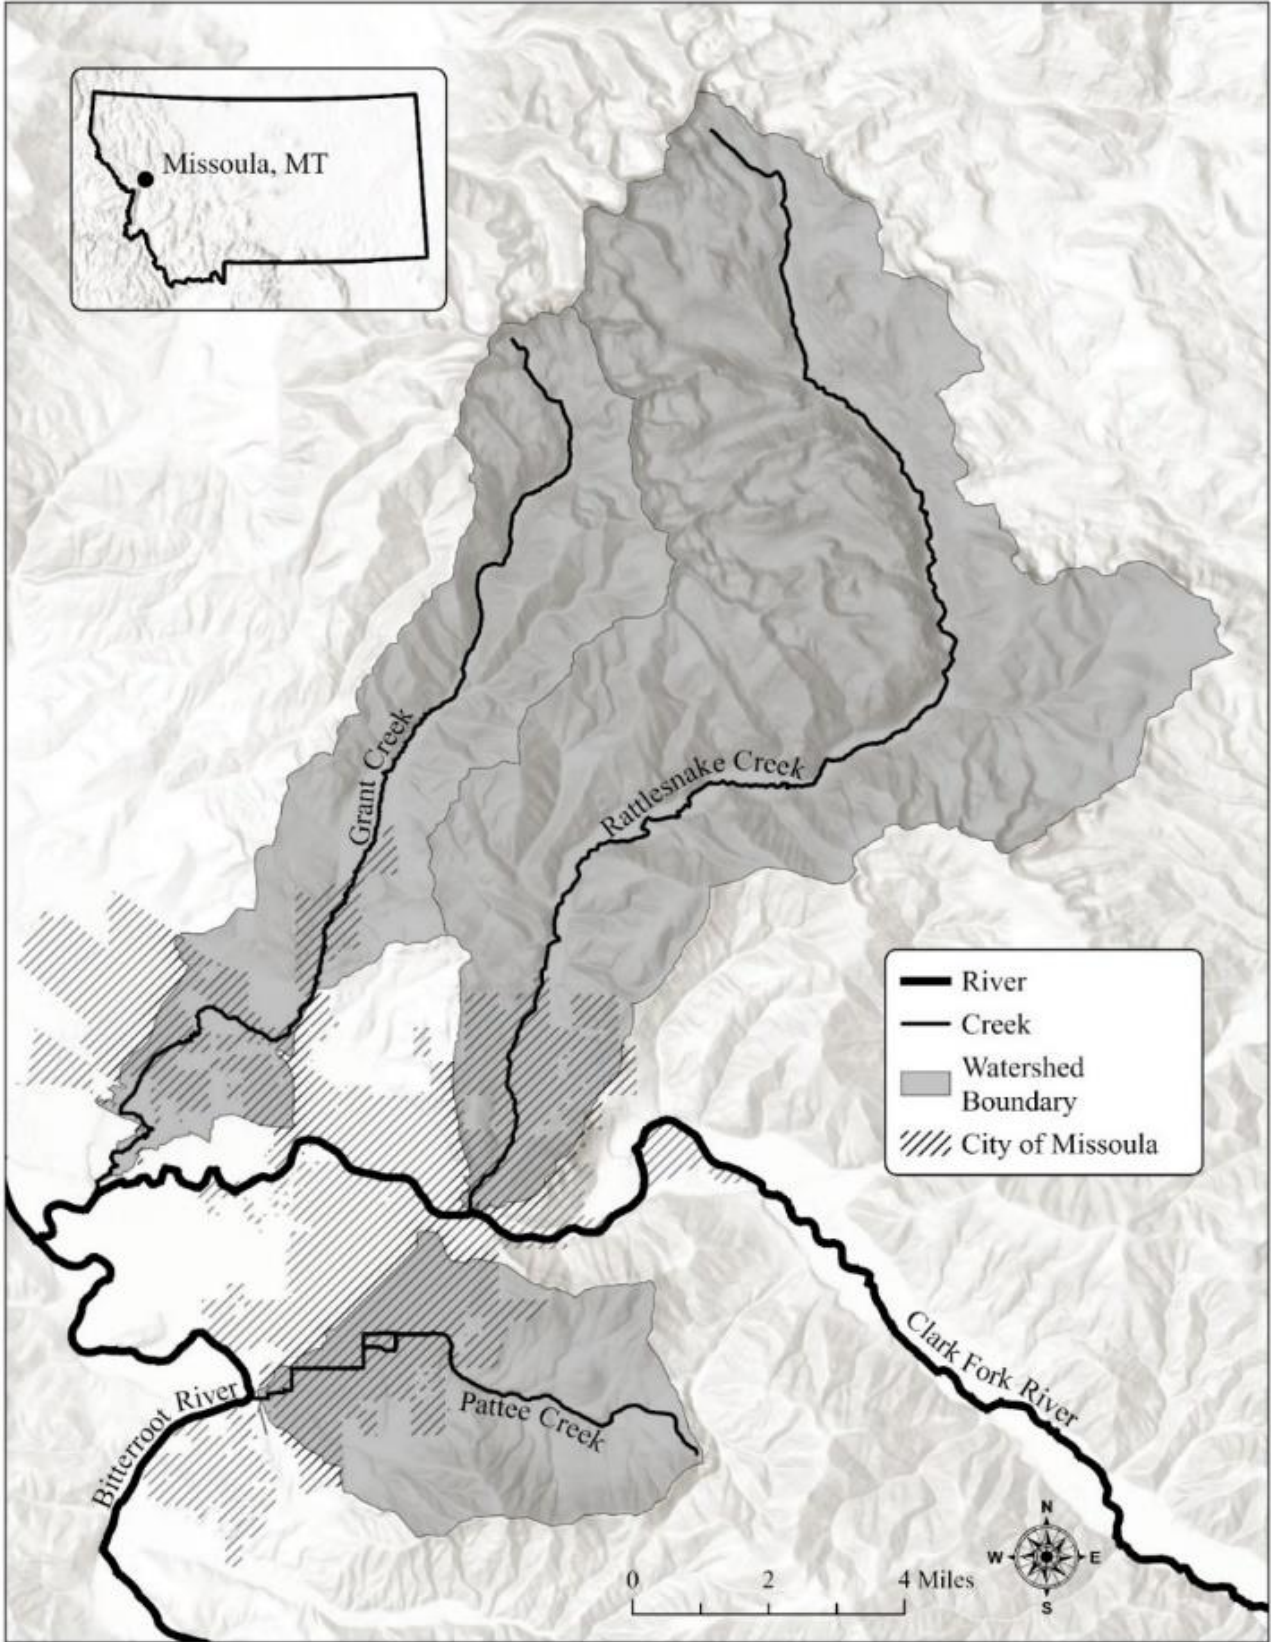 Missoula, MT
Grant Creek
Rattlesnake Creek
River
Creek
Watershed
Boundary
City of Missoula
Clark Fork River
Bitterroot River
Pattee Creek
N
W E
S
0 2 4 Miles